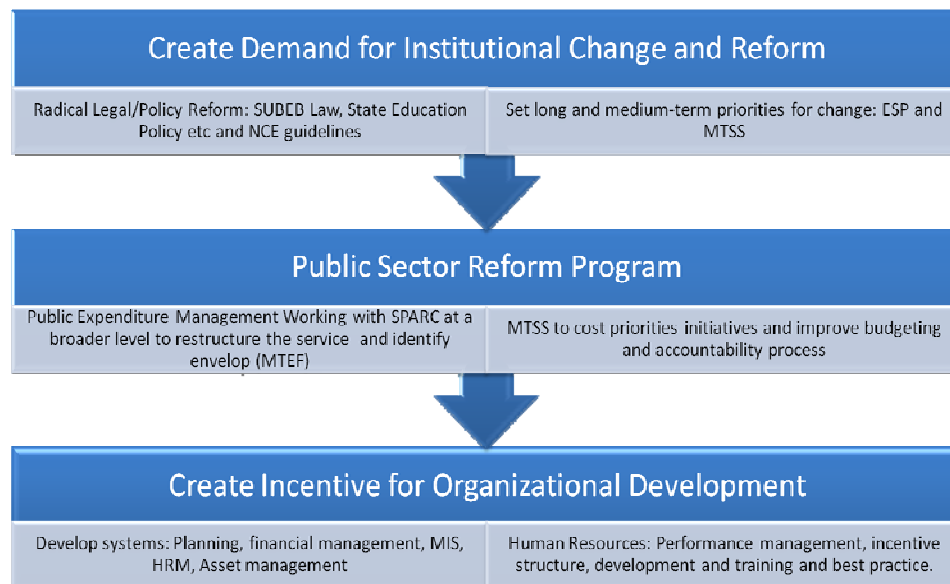 Create Demand for Institutional Change and Reform
Radical Legal/Policy Reform: SUBEB Law, State Education
Policy etc and NCE guidelines
Set long and medium-term priorities for change: ESP and
MTSS
Public Sector Reform Program
Public Expenditure Management Working with SPARC at a
broader level to restructure the service and identify
envelop (MTEF)
MTSS to cost priorities initiatives and improve budgeting
and accountability process
Create Incentive for Organizational Development
Develop systems: Planning, financial management, MIS,
HRM, Asset management
Human Resources: Performance management, incentive
structure, development and training and best practice.